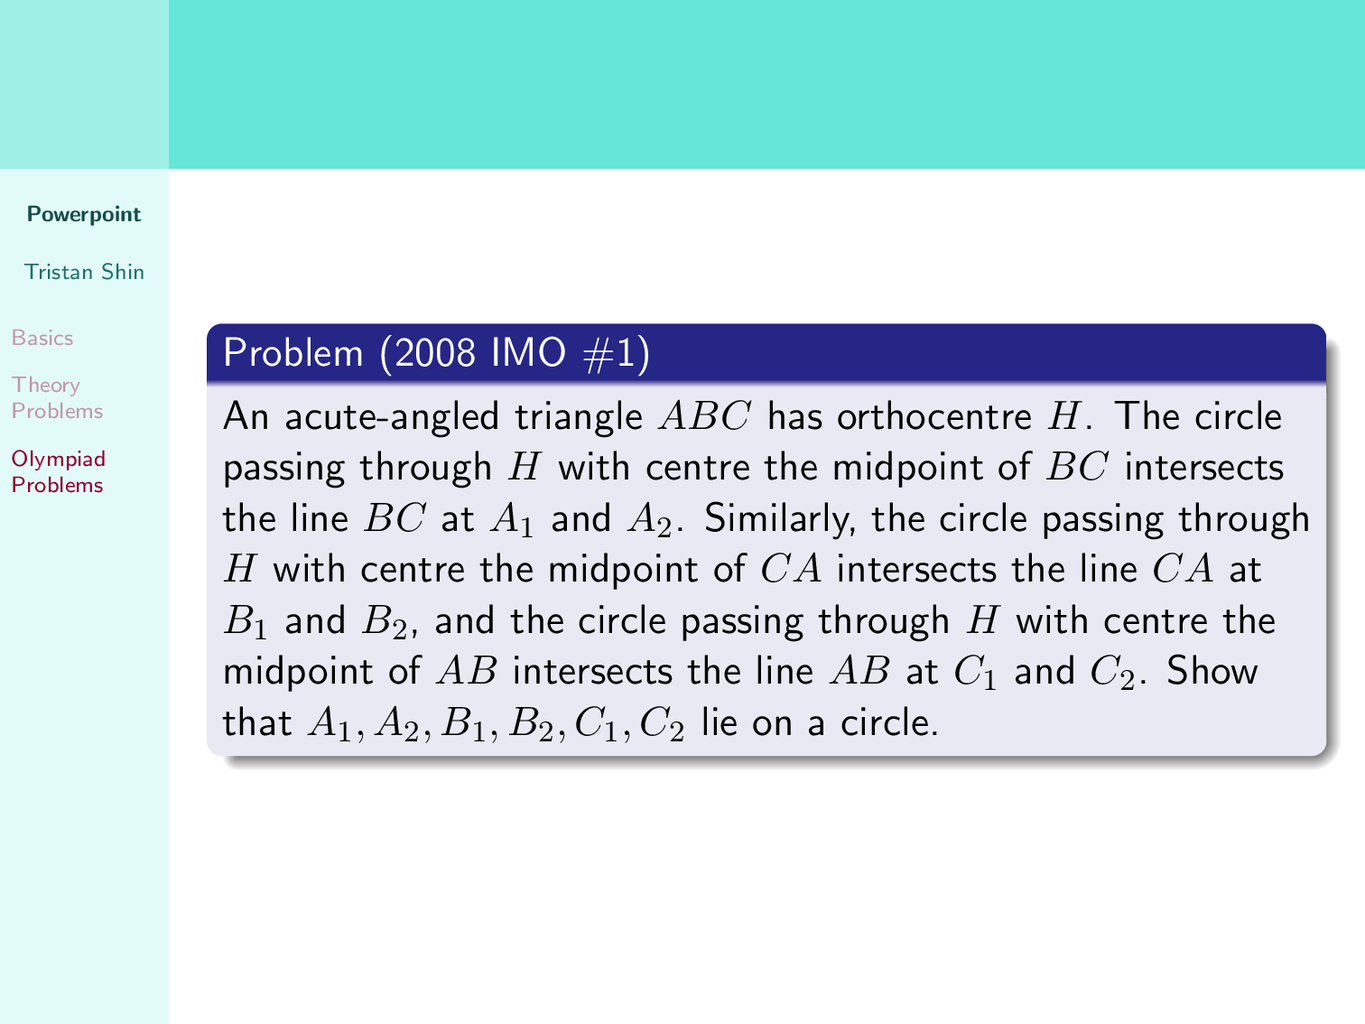 Powerpoint
Tristan Shin
Basics
Theory
Problems
Olympiad
Problems
Problem (2008 IMO #1)
An acute-angled triangle ABC has orthocentre H. The circle
passing through H with centre the midpoint of BC intersects
the line BC at A₁ and A₂. Similarly, the circle passing through
H with centre the midpoint of CA intersects the line CA at
B₁ and B₂, and the circle passing through H with centre the
midpoint of AB intersects the line AB at C₁ and C₂. Show
that A₁, A₂, B₁, B₂, C₁, C₂ lie on a circle.